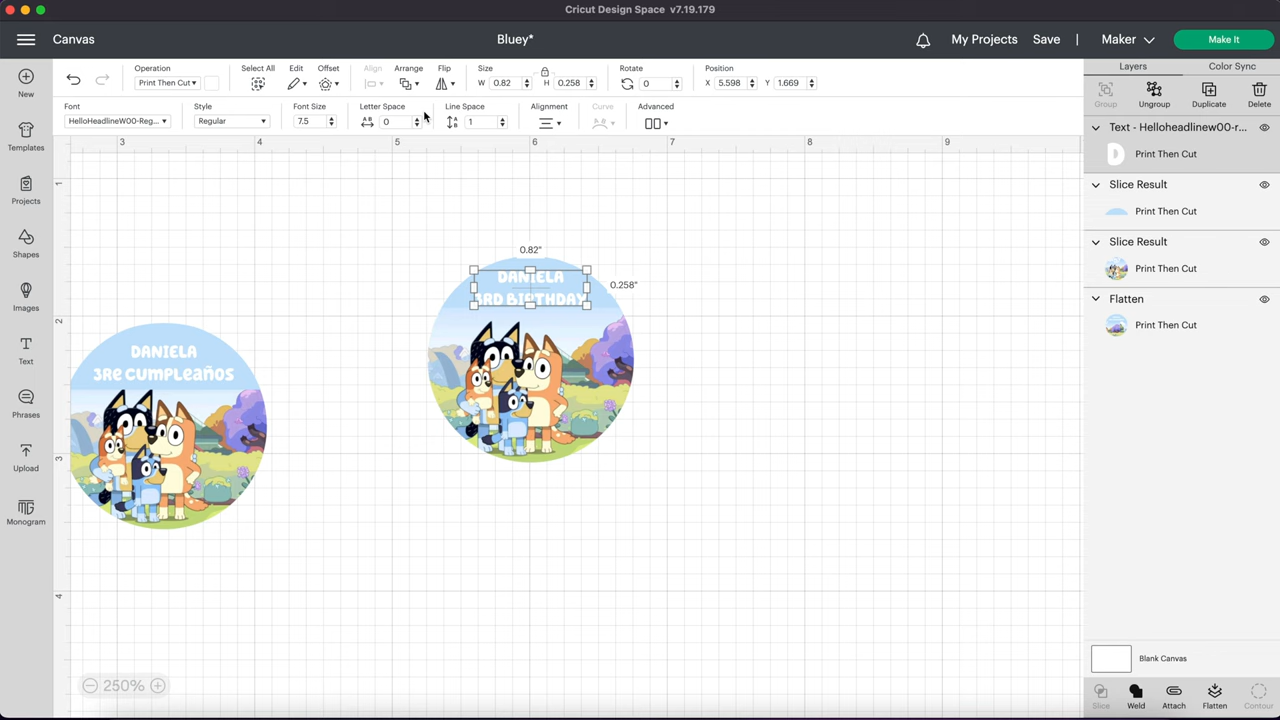 Cricut Design Space v7.19.179
Canvas
Bluey*
My Projects
Save
|
Maker
Make It
New
Templates
Projects
Shapes
Images
Text
Phrases
Upload
Monogram
Operation
Print Then Cut
Select All
Edit
Offset
Align
Arrange
Flip
Size
W 0.82
H 0.258
Rotate
0
Position
X 5.598
Y 1.669
Font
HelloHeadlineW00-Reg...
Style
Regular
Font Size
7.5
Letter Space
0
Line Space
1
Alignment
Curve
Advanced
3 4 5 6 7 8 9
1
2
3
4
0.82"
0.258"
DANIELA
3RD BIRTHDAY
DANIELA
3Re CUMPLeAÑOS
250%
Layers
Color Sync
Group
Ungroup
Duplicate
Delete
Text - Helloheadlinew00-r...
D
Print Then Cut
Slice Result
Print Then Cut
Slice Result
Print Then Cut
Flatten
Print Then Cut
Blank Canvas
Slice
Weld
Attach
Flatten
Contour